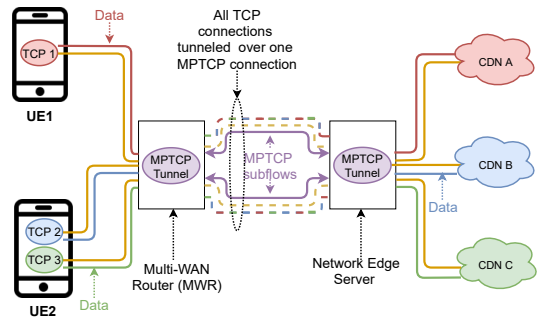 Data
All TCP
connections
tunneled over one
MPTCP connection
TCP 1
UE1
CDN A
MPTCP
Tunnel
MPTCP
subflows
MPTCP
Tunnel
CDN B
Data
TCP 2
TCP 3
Data
UE2
Multi-WAN
Router (MWR)
Network Edge
Server
CDN C